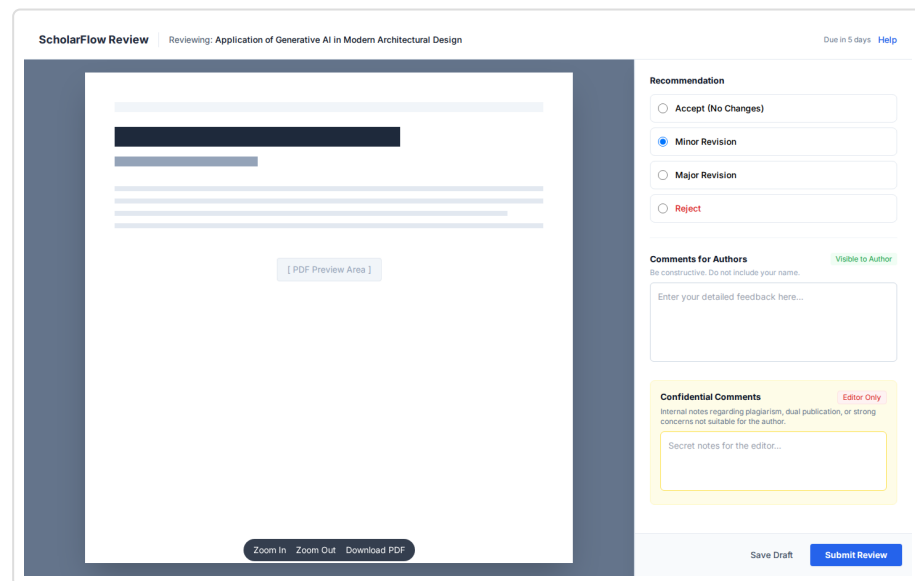 ScholarFlow Review
Reviewing: Application of Generative AI in Modern Architectural Design
Due in 5 days
Help
[ PDF Preview Area ]
Zoom In
Zoom Out
Download PDF
Recommendation
Accept (No Changes)
Minor Revision
Major Revision
Reject
Comments for Authors
Visible to Author
Be constructive. Do not include your name.
Enter your detailed feedback here...
Confidential Comments
Editor Only
Internal notes regarding plagiarism, dual publication, or strong
concerns not suitable for the author.
Secret notes for the editor...
Save Draft
Submit Review